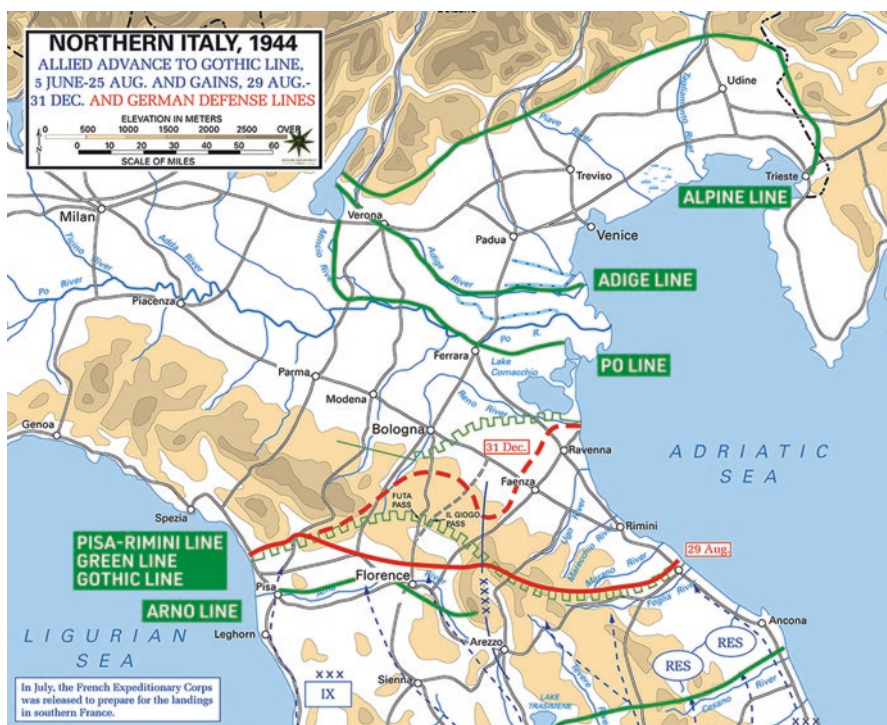 NORTHERN ITALY, 1944
ALLIED ADVANCE TO GOTHIC LINE,
5 JUNE-25 AUG. AND GAINS, 29 AUG.-
31 DEC. AND GERMAN DEFENSE LINES
ELEVATION IN METERS
0 500 1000 1500 2000 2500 OVER
0 10 20 30 40 50 60
SCALE OF MILES
N
Udine
Tagliamento River
Piave River
Treviso
Trieste
ALPINE LINE
Milan
Verona
Venice
Padua
Ticino River
Adda River
Adige River
ADIGE LINE
Po River
Piacenza
Po R.
Ferrara
PO LINE
Lake
Comacchio
Parma
Modena
Reno River
Genoa
Bologna
31 Dec.
Ravenna
ADRIATIC
SEA
Faenza
FUTA
PASS
IL GIOGO
PASS
Spezia
Rimini
PISA-RIMINI LINE
GREEN LINE
GOTHIC LINE
29 Aug.
Marecchio River
Pisa
Florence
Foglia River
ARNO LINE
Leghorn
Arezzo
Ancona
LIGURIAN
SEA
RES
RES
XXX
IX
Sienna
LAKE
TRASIMENE
Cesano River
In July, the French Expeditionary Corps
was released to prepare for the landings
in southern France.